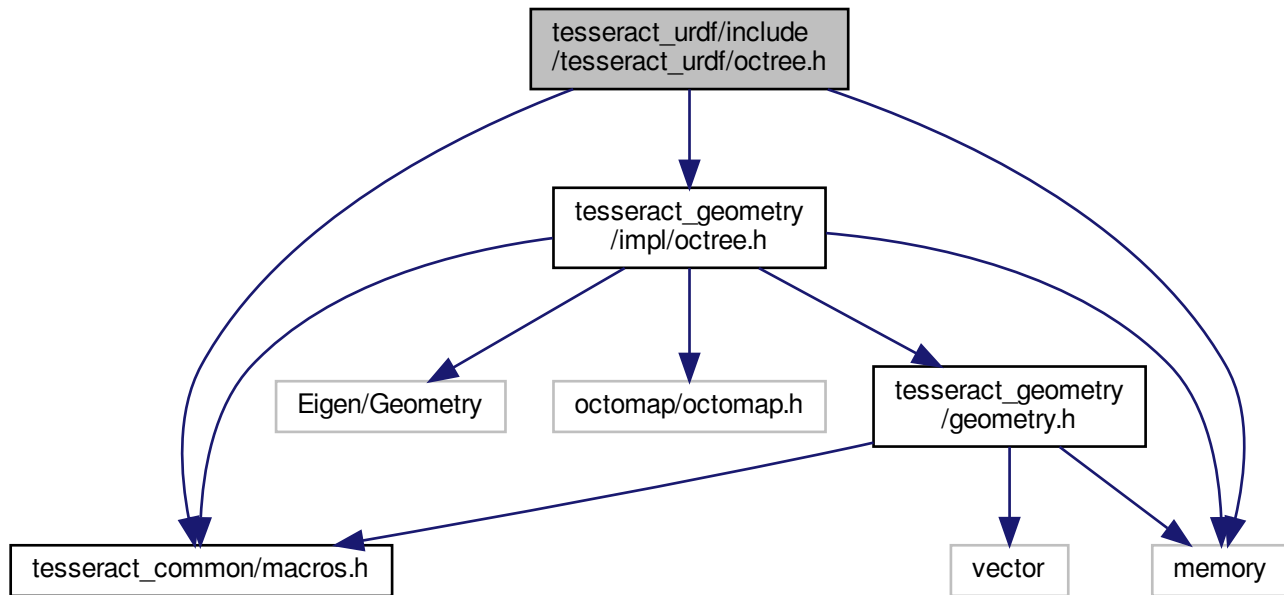 tesseract_urdf/include
/tesseract_urdf/octree.h
tesseract_geometry
/impl/octree.h
Eigen/Geometry
octomap/octomap.h
tesseract_geometry
/geometry.h
tesseract_common/macros.h
vector
memory